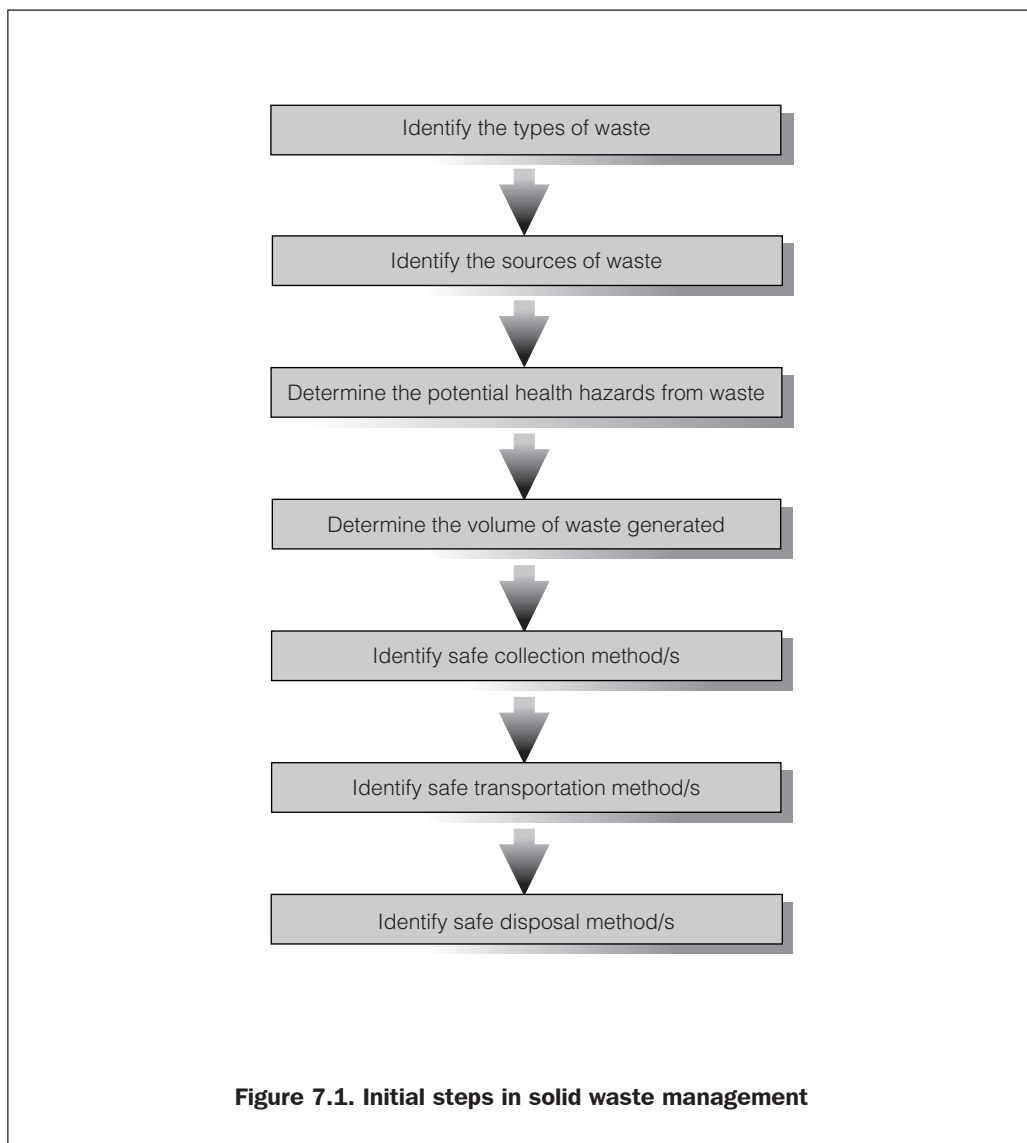 Identify the types of waste
Identify the sources of waste
Determine the potential health hazards from waste
Determine the volume of waste generated
Identify safe collection method/s
Identify safe transportation method/s
Identify safe disposal method/s
Figure 7.1. Initial steps in solid waste management